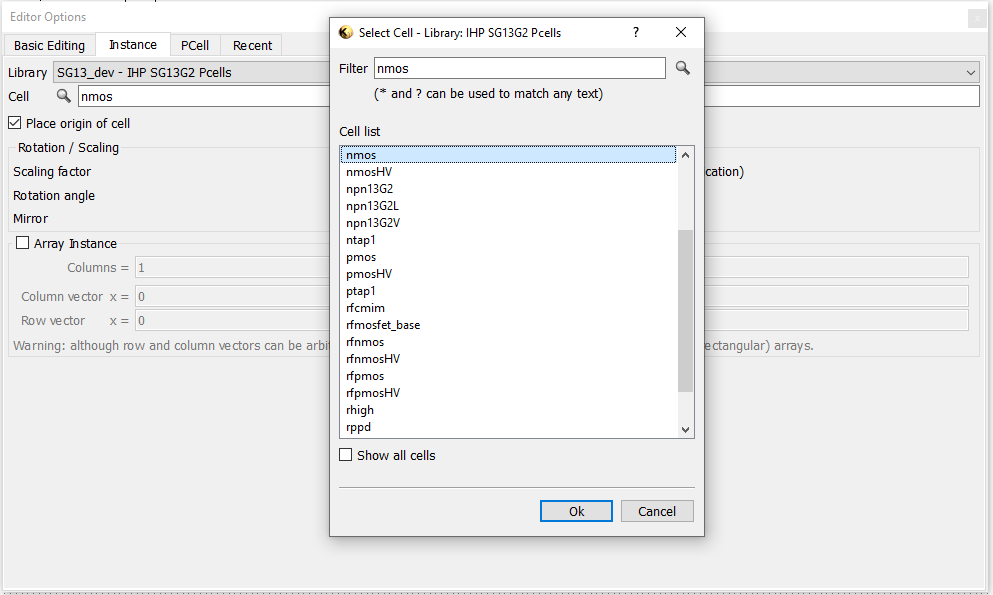 Editor Options
Basic Editing Instance PCell Recent
Library SG13_dev - IHP SG13G2 Pcells
Cell nmos
Place origin of cell
Rotation / Scaling
Scaling factor cation)
Rotation angle
Mirror
Array Instance
Columns = 1
Column vector x = 0
Row vector x = 0
Warning: although row and column vectors can be arbit ectangular) arrays.
Select Cell - Library: IHP SG13G2 Pcells ?
Filter nmos
(* and ? can be used to match any text)
Cell list
nmos
nmosHV
npn13G2
npn13G2L
npn13G2V
ntap1
pmos
pmosHV
ptap1
rfcmim
rfmosfet_base
rfnmos
rfnmosHV
rfpmos
rfpmosHV
rhigh
rppd
Show all cells
Ok Cancel